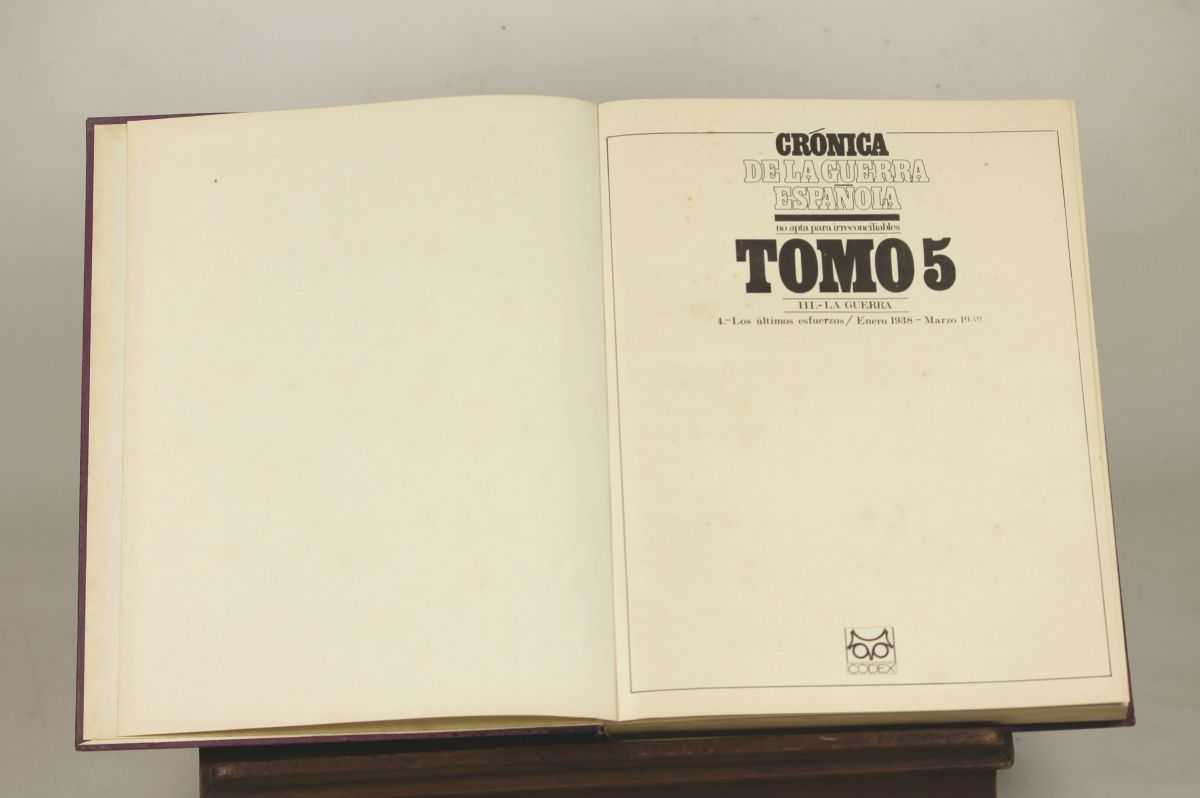 CRÓNICA
DE LA GUERRA
ESPAÑOLA
no apta para irreconciliables
TOMO 5
III.-LA GUERRA
4.-Los últimos esfuerzos / Enero 1938 - Marzo 1939
CODEX